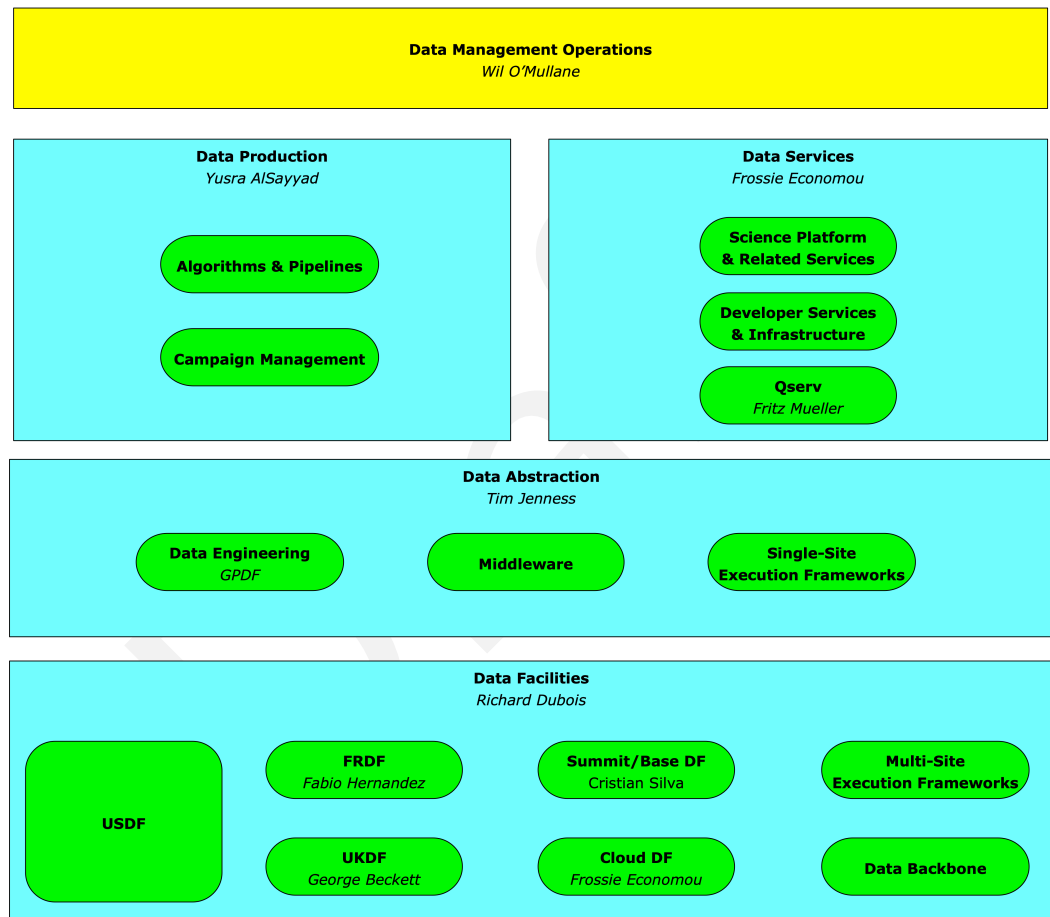 Data Management Operations
Wil O'Mullane
Data Production
Yusra AlSayyad
Algorithms & Pipelines
Campaign Management
Data Services
Frossie Economou
Science Platform
& Related Services
Developer Services
& Infrastructure
Qserv
Fritz Mueller
Data Abstraction
Tim Jenness
Data Engineering
GPDF
Middleware
Single-Site
Execution Frameworks
Data Facilities
Richard Dubois
USDF
FRDF
Fabio Hernandez
UKDF
George Beckett
Summit/Base DF
Cristian Silva
Cloud DF
Frossie Economou
Multi-Site
Execution Frameworks
Data Backbone